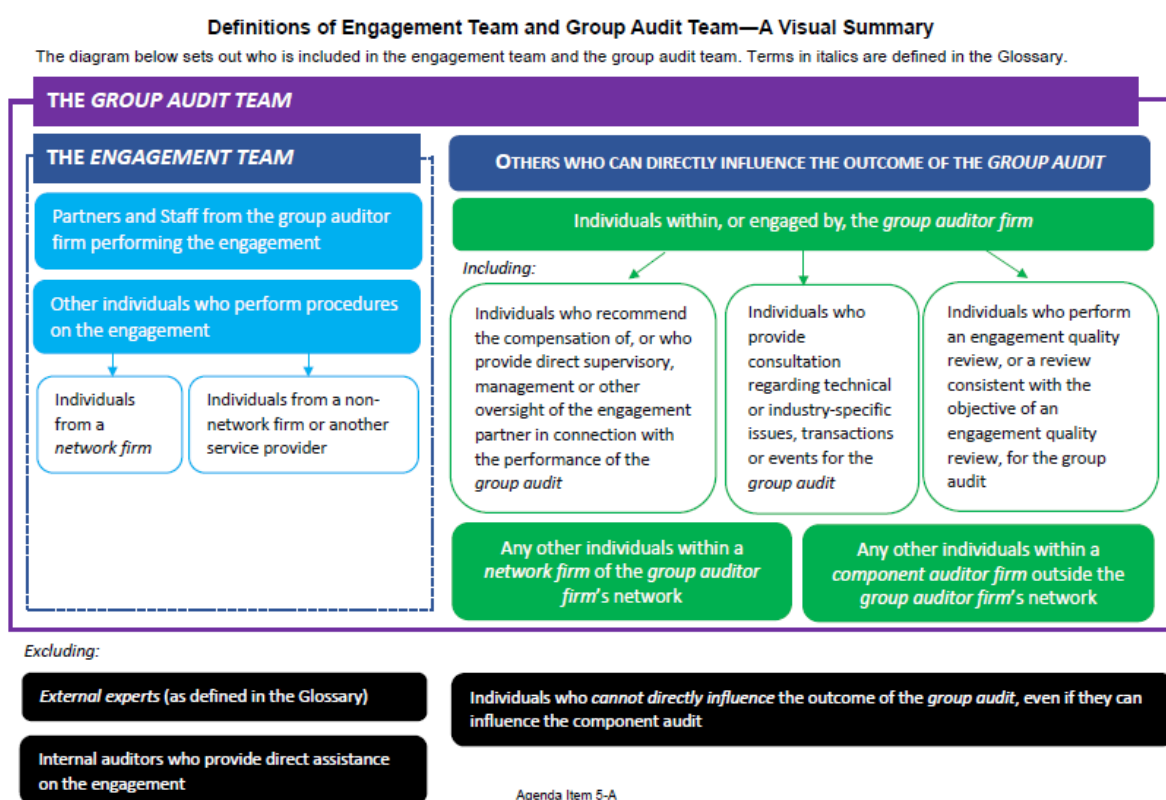 Definitions of Engagement Team and Group Audit Team—A Visual Summary
The diagram below sets out who is included in the engagement team and the group audit team. Terms in italics are defined in the Glossary.
THE GROUP AUDIT TEAM
THE ENGAGEMENT TEAM
Partners and Staff from the group auditor
firm performing the engagement
Other individuals who perform procedures
on the engagement
Individuals
from a
network firm
Individuals from a non-
network firm or another
service provider
OTHERS WHO CAN DIRECTLY INFLUENCE THE OUTCOME OF THE GROUP AUDIT
Individuals within, or engaged by, the group auditor firm
Including:
Individuals who recommend
the compensation of, or who
provide direct supervisory,
management or other
oversight of the engagement
partner in connection with
the performance of the
group audit
Individuals who
provide
consultation
regarding technical
or industry-specific
issues, transactions
or events for the
group audit
Individuals who perform
an engagement quality
review, or a review
consistent with the
objective of an
engagement quality
review, for the group
audit
Any other individuals within a
network firm of the group auditor
firm's network
Any other individuals within a
component auditor firm outside the
group auditor firm's network
Excluding:
External experts (as defined in the Glossary)
Internal auditors who provide direct assistance
on the engagement
Individuals who cannot directly influence the outcome of the group audit, even if they can
influence the component audit
Agenda Item 5-A